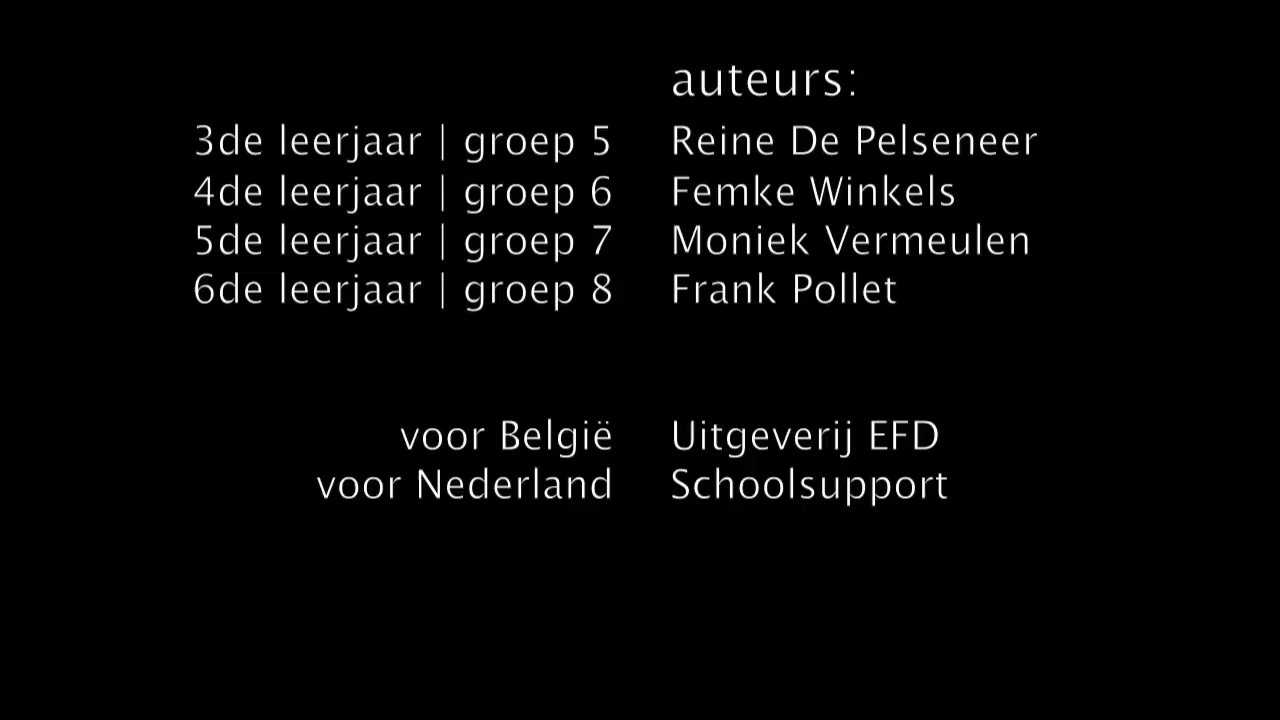 auteurs:
3de leerjaar | groep 5 Reine De Pelseneer
4de leerjaar | groep 6 Femke Winkels
5de leerjaar | groep 7 Moniek Vermeulen
6de leerjaar | groep 8 Frank Pollet
voor België Uitgeverij EFD
voor Nederland Schoolsupport